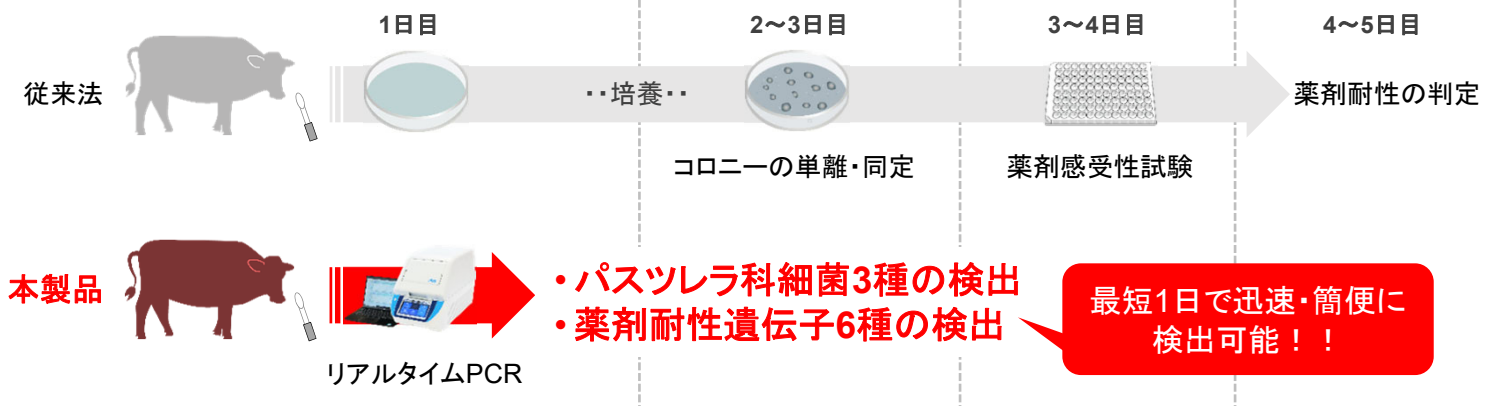 1日目
2～3日目
3～4日目
4～5日目
従来法
‥培養‥
薬剤耐性の判定
コロニーの単離・同定
薬剤感受性試験
本製品
・パスツレラ科細菌3種の検出
・薬剤耐性遺伝子6種の検出
最短1日で迅速・簡便に
検出可能！！
リアルタイムPCR